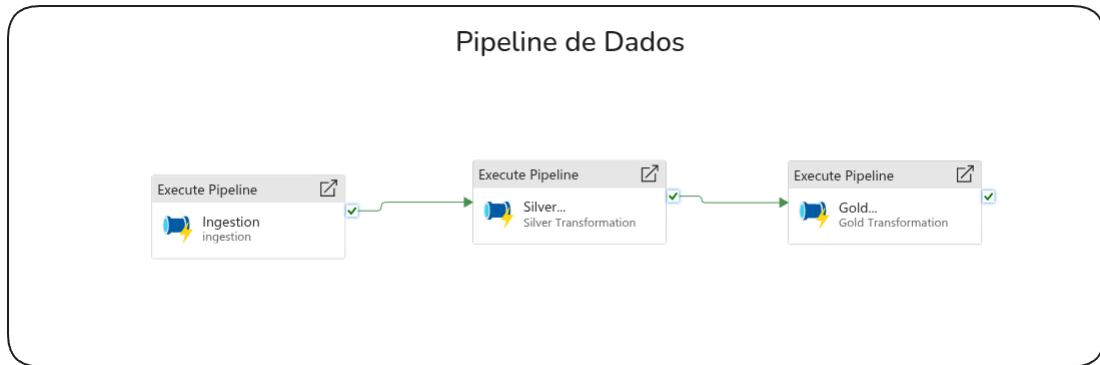 Pipeline de Dados
Execute Pipeline
Ingestion
ingestion
Execute Pipeline
Silver...
Silver Transformation
Execute Pipeline
Gold...
Gold Transformation